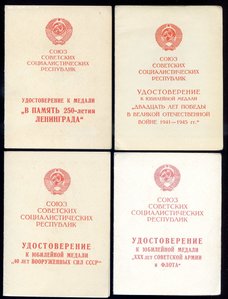 СОЮЗ
СОВЕТСКИХ
СОЦИАЛИСТИЧЕСКИХ
РЕСПУБЛИК
УДОСТОВЕРЕНИЕ К МЕДАЛИ
„В ПАМЯТЬ 250-летия
ЛЕНИНГРАДА“
СОЮЗ
СОВЕТСКИХ
СОЦИАЛИСТИЧЕСКИХ
РЕСПУБЛИК
УДОСТОВЕРЕНИЕ
К ЮБИЛЕЙНОЙ МЕДАЛИ
„ДВАДЦАТЬ ЛЕТ ПОБЕДЫ
В ВЕЛИКОЙ ОТЕЧЕСТВЕННОЙ
ВОЙНЕ 1941—1945 гг.“
СОЮЗ
СОВЕТСКИХ
СОЦИАЛИСТИЧЕСКИХ
РЕСПУБЛИК
УДОСТОВЕРЕНИЕ
К ЮБИЛЕЙНОЙ МЕДАЛИ
„40 ЛЕТ ВООРУЖЕННЫХ СИЛ СССР“
СОЮЗ
СОВЕТСКИХ
СОЦИАЛИСТИЧЕСКИХ
РЕСПУБЛИК
УДОСТОВЕРЕНИЕ
К ЮБИЛЕЙНОЙ МЕДАЛИ
„XXX ЛЕТ СОВЕТСКОЙ АРМИИ
и ФЛОТА“